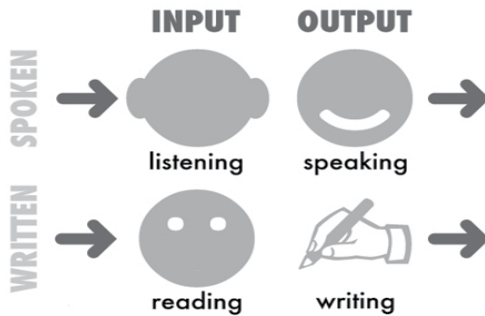 INPUT OUTPUT
SPOKEN
listening speaking
WRITTEN
reading writing